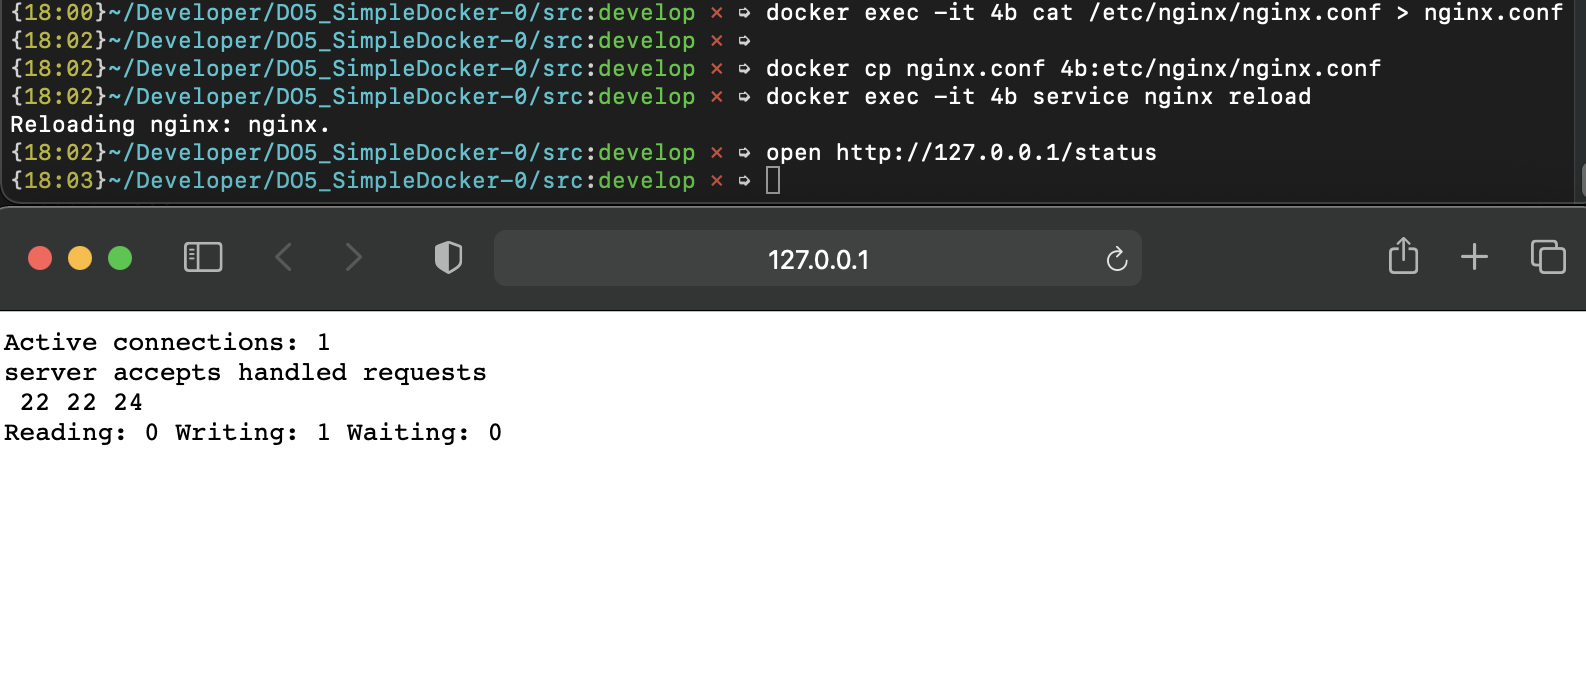 {18:00}~/Developer/DO5_SimpleDocker-0/src:develop × ➭ docker exec -it 4b cat /etc/nginx/nginx.conf > nginx.conf
{18:02}~/Developer/DO5_SimpleDocker-0/src:develop × ➭
{18:02}~/Developer/DO5_SimpleDocker-0/src:develop × ➭ docker cp nginx.conf 4b:etc/nginx/nginx.conf
{18:02}~/Developer/DO5_SimpleDocker-0/src:develop × ➭ docker exec -it 4b service nginx reload
Reloading nginx: nginx.
{18:02}~/Developer/DO5_SimpleDocker-0/src:develop × ➭ open http://127.0.0.1/status
{18:03}~/Developer/DO5_SimpleDocker-0/src:develop × ➭
127.0.0.1
Active connections: 1
server accepts handled requests
22 22 24
Reading: 0 Writing: 1 Waiting: 0